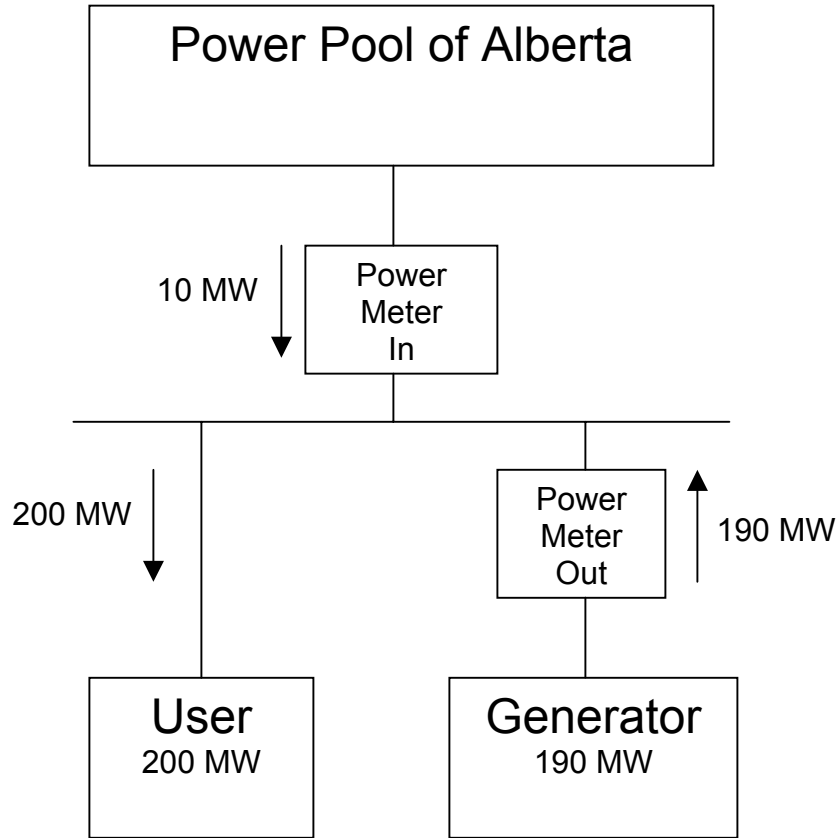 Power Pool of Alberta
10 MW
Power
Meter
In
200 MW
Power
Meter
Out
190 MW
User
200 MW
Generator
190 MW